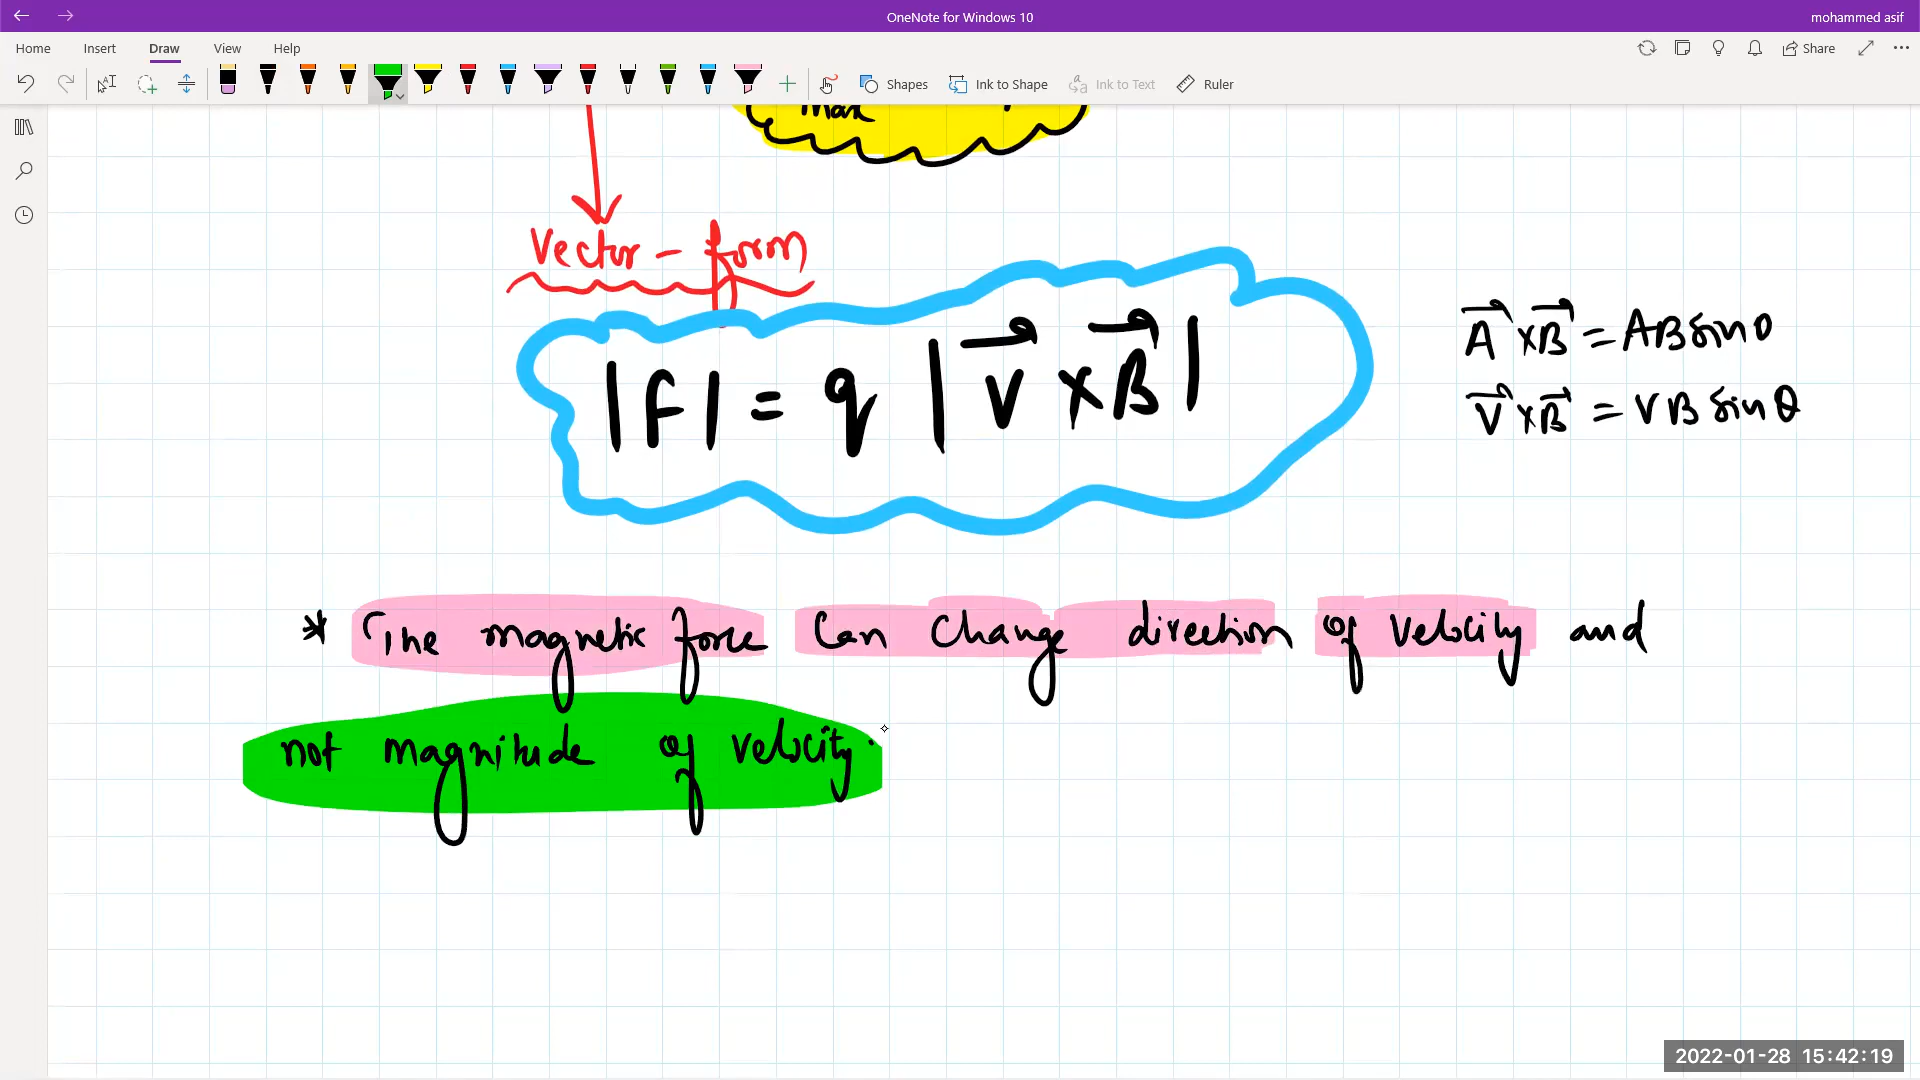 OneNote for Windows 10
mohammed asif
Home Insert Draw View Help
Share
Shapes Ink to Shape Ink to Text Ruler
max
Vector - form
|F| = q |V⃗ × B⃗|
A⃗ × B⃗ = AB sin θ
V⃗ × B⃗ = VB sin θ
* The magnetic force Can Change direction of Velocity and
not magnitude of velocity.
2022-01-28 15:42:19